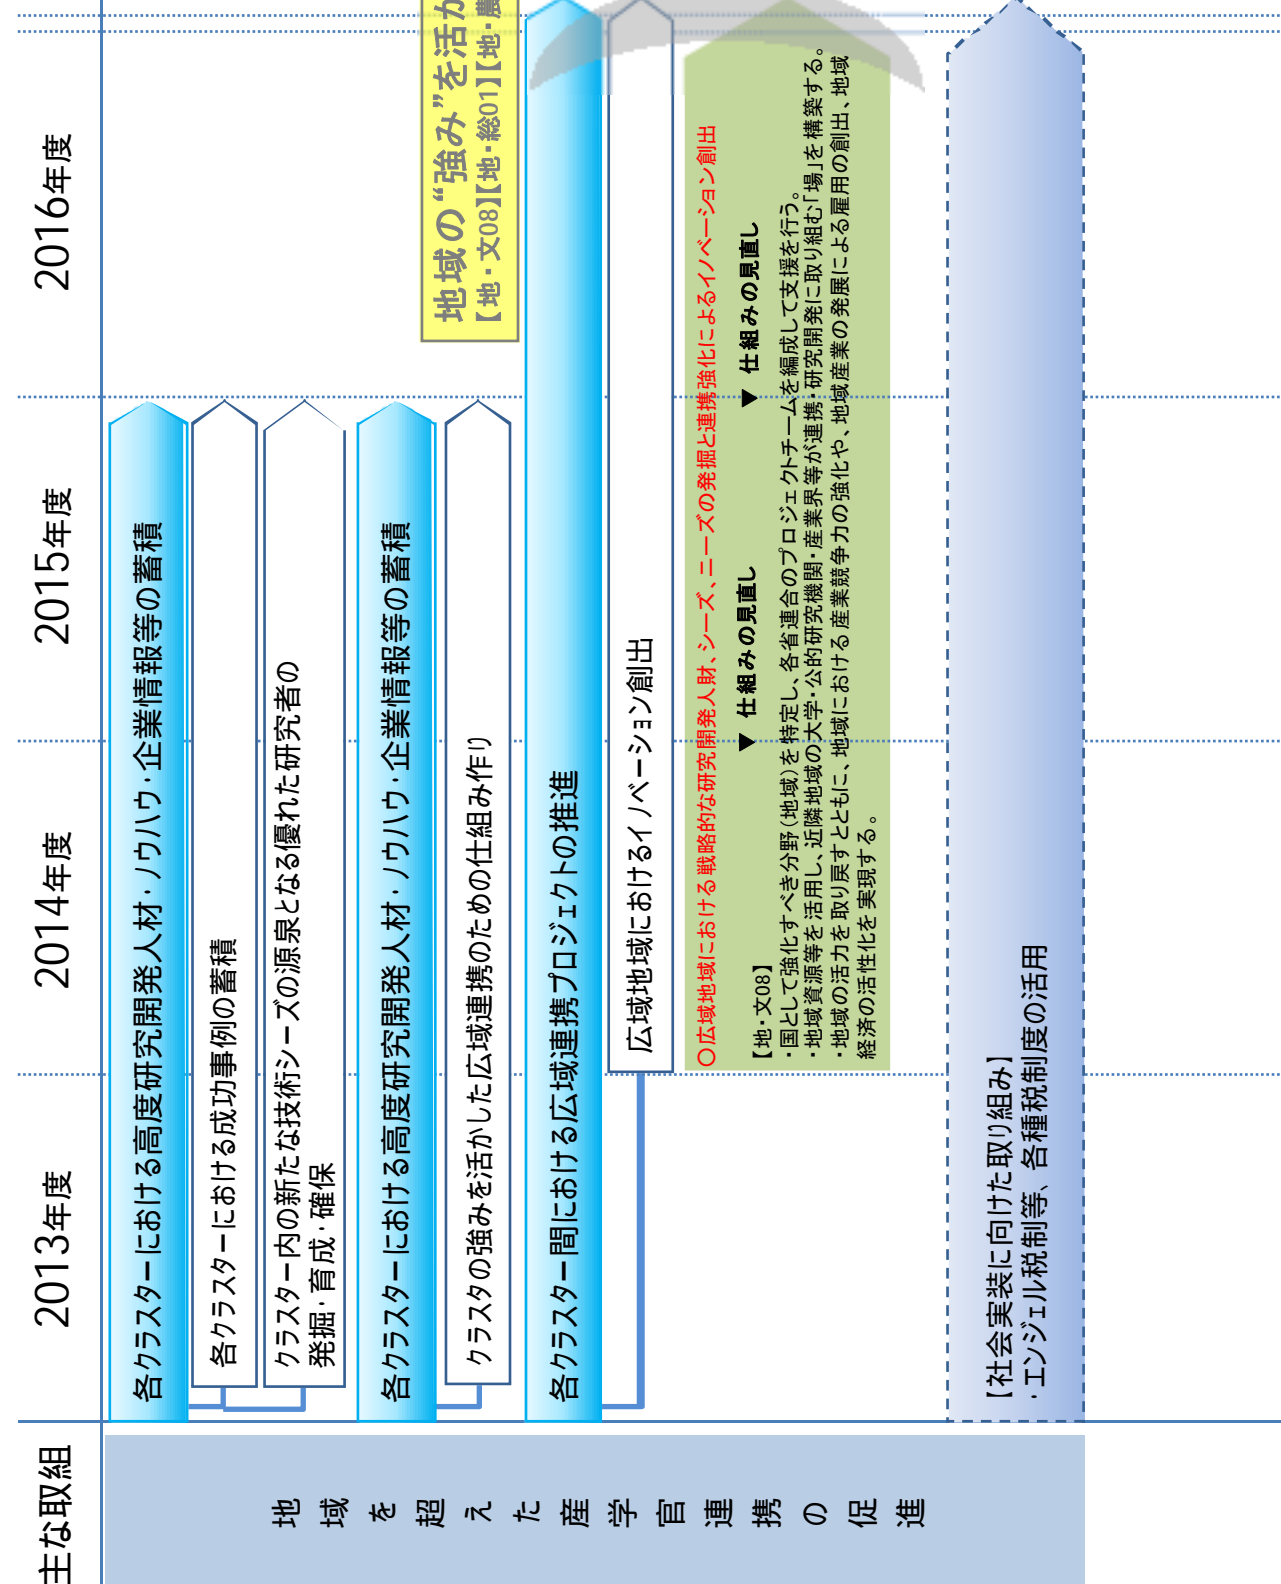 主な取組
2013年度
2014年度
2015年度
2016年度
地域を超えた産学官連携の促進
各クラスターにおける高度研究開発人材・ノウハウ・企業情報等の蓄積
各クラスターにおける成功事例の蓄積
クラスター内の新たな技術シーズの源泉となる優れた研究者の
発掘・育成・確保
各クラスターにおける高度研究開発人材・ノウハウ・企業情報等の蓄積
地域の“強み”を活か
【地・文08】【地・総01】【地・農
クラスタの強みを活かした広域連携のための仕組み作り
各クラスター間における広域連携プロジェクトの推進
広域地域におけるイノベーション創出
○広域地域における戦略的な研究開発人財、シーズ、ニーズの発掘と連携強化によるイノベーション創出
▼ 仕組みの見直し
▼ 仕組みの見直し
【地・文08】
・国として強化すべき分野(地域)を特定し、各省連合のプロジェクトチームを編成して支援を行う。
・地域資源等を活用し、近隣地域の大学・公的研究機関・産業界等が連携・研究開発に取り組む「場」を構築する。
・地域の活力を取り戻すとともに、地域における産業競争力の強化や、地域産業の発展による雇用の創出、地域
経済の活性化を実現する。
【社会実装に向けた取り組み】
・エンジェル税制等、各種税制度の活用